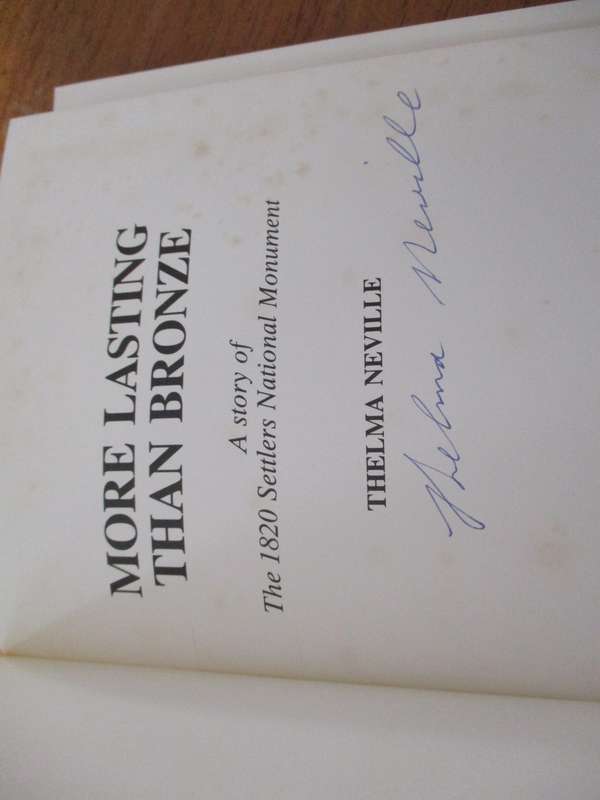 MORE LASTING
THAN BRONZE
A story of
The 1820 Settlers National Monument
THELMA NEVILLE
Thelma Neville